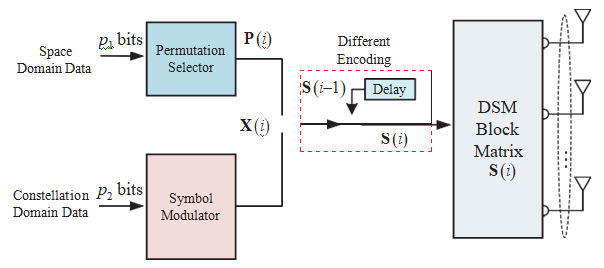 Space
Domain Data
p₁ bits
Permutation
Selector
P(i)
Different
Encoding
S(i–1)
Delay
X(i)
S(i)
DSM
Block
Matrix
S(i)
Constellation
Domain Data
p₂ bits
Symbol
Modulator